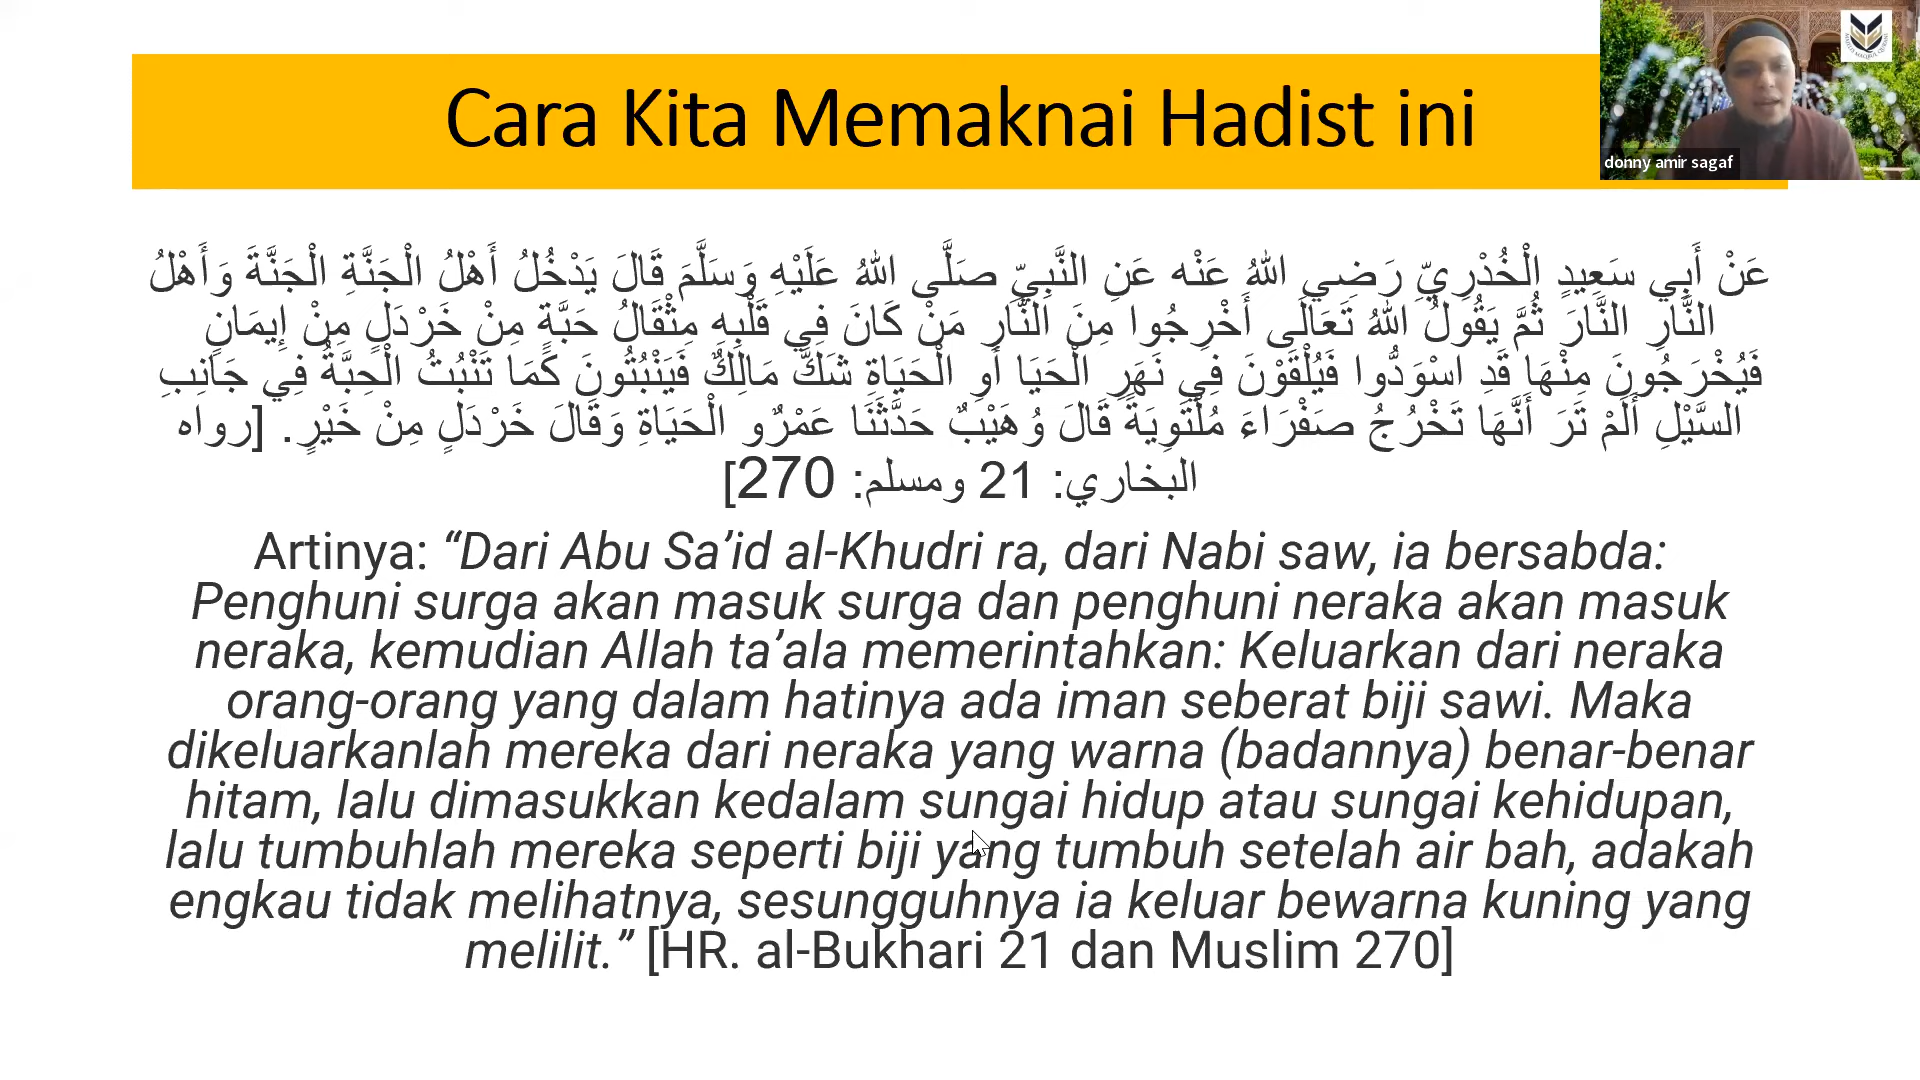 Cara Kita Memaknai Hadist ini
donny amir sagaf
عَنْ أَبِي سَعِيدٍ الْخُدْرِيِّ رَضِي اللهُ عَنْه عَنِ النَّبِيِّ صَلَّى اللهُ عَلَيْهِ وَسَلَّمَ قَالَ يَدْخُلُ أَهْلُ الْجَنَّةِ الْجَنَّةَ وَأَهْلُ
النَّارِ النَّارَ ثُمَّ يَقُولُ اللهُ تَعَالَى أَخْرِجُوا مِنَ النَّارِ مَنْ كَانَ فِي قَلْبِهِ مِثْقَالُ حَبَّةٍ مِنْ خَرْدَلٍ مِنْ إِيمَانٍ
فَيُخْرَجُونَ مِنْهَا قَدِ اسْوَدُّوا فَيُلْقَوْنَ فِي نَهَرِ الْحَيَا أَوِ الْحَيَاةِ شَكَّ مَالِكٌ فَيَنْبُتُونَ كَمَا تَنْبُتُ الْحِبَّةُ فِي جَانِبِ
السَّيْلِ أَلَمْ تَرَ أَنَّهَا تَخْرُجُ صَفْرَاءَ مُلْتَوِيَةً قَالَ وُهَيْبٌ حَدَّثَنَا عَمْرٌو الْحَيَاةِ وَقَالَ خَرْدَلٍ مِنْ خَيْرٍ. [رواه
البخاري: 21 ومسلم: 270]
Artinya: “Dari Abu Sa’id al-Khudri ra, dari Nabi saw, ia bersabda:
Penghuni surga akan masuk surga dan penghuni neraka akan masuk
neraka, kemudian Allah ta’ala memerintahkan: Keluarkan dari neraka
orang-orang yang dalam hatinya ada iman seberat biji sawi. Maka
dikeluarkanlah mereka dari neraka yang warna (badannya) benar-benar
hitam, lalu dimasukkan kedalam sungai hidup atau sungai kehidupan,
lalu tumbuhlah mereka seperti biji yang tumbuh setelah air bah, adakah
engkau tidak melihatnya, sesungguhnya ia keluar bewarna kuning yang
melilit.” [HR. al-Bukhari 21 dan Muslim 270]